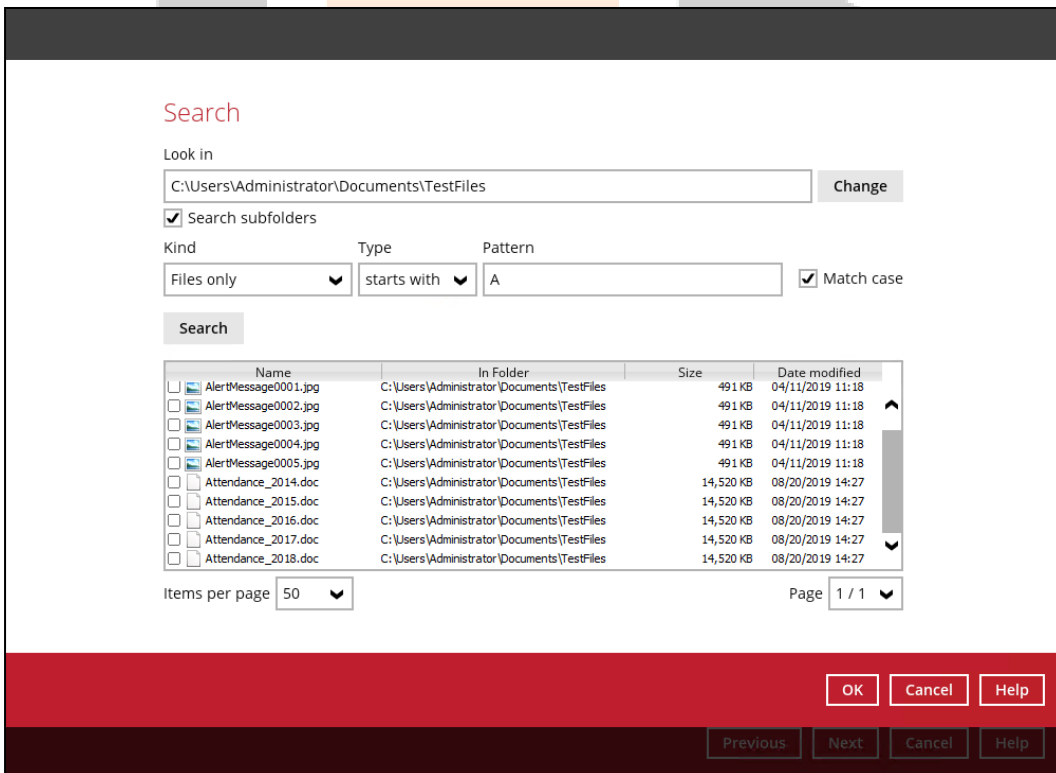 Search
Look in
C:\Users\Administrator\Documents\TestFiles Change
Search subfolders
Kind Type Pattern
Files only starts with A Match case
Search
Name In Folder Size Date modified
AlertMessage0001.jpg C:\Users\Administrator\Documents\TestFiles 491 KB 04/11/2019 11:18
AlertMessage0002.jpg C:\Users\Administrator\Documents\TestFiles 491 KB 04/11/2019 11:18
AlertMessage0003.jpg C:\Users\Administrator\Documents\TestFiles 491 KB 04/11/2019 11:18
AlertMessage0004.jpg C:\Users\Administrator\Documents\TestFiles 491 KB 04/11/2019 11:18
AlertMessage0005.jpg C:\Users\Administrator\Documents\TestFiles 491 KB 04/11/2019 11:18
Attendance_2014.doc C:\Users\Administrator\Documents\TestFiles 14,520 KB 08/20/2019 14:27
Attendance_2015.doc C:\Users\Administrator\Documents\TestFiles 14,520 KB 08/20/2019 14:27
Attendance_2016.doc C:\Users\Administrator\Documents\TestFiles 14,520 KB 08/20/2019 14:27
Attendance_2017.doc C:\Users\Administrator\Documents\TestFiles 14,520 KB 08/20/2019 14:27
Attendance_2018.doc C:\Users\Administrator\Documents\TestFiles 14,520 KB 08/20/2019 14:27
Items per page 50 Page 1 / 1
OK Cancel Help
Previous Next Cancel Help